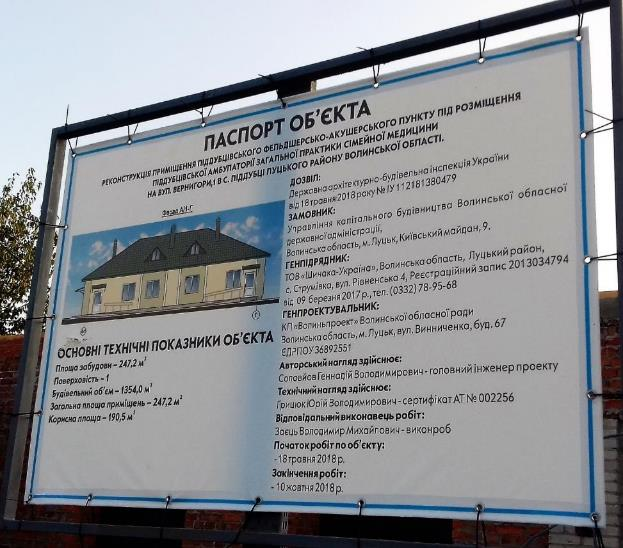 ПАСПОРТ ОБ'ЄКТА
РЕКОНСТРУКЦІЯ ПРИМІЩЕННЯ ПІДДУБЦІВСЬКОГО ФЕЛЬДШЕРСЬКО-АКУШЕРСЬКОГО ПУНКТУ ПІД РОЗМІЩЕННЯ
ПІДДУБЦІВСЬКОЇ АМБУЛАТОРІЇ ЗАГАЛЬНОЇ ПРАКТИКИ СІМЕЙНОЇ МЕДИЦИНИ
НА ВУЛ. ВЕРНИГОРИ,1 В С. ПІДДУБЦІ ЛУЦЬКОГО РАЙОНУ ВОЛИНСЬКОЇ ОБЛАСТІ.
Фасад А/Н-Г
ОСНОВНІ ТЕХНІЧНІ ПОКАЗНИКИ ОБ'ЄКТА
Площа забудови – 247,2 м²
Поверховість – 1
Будівельний об'єм – 1354,0 м³
Загальна площа приміщень – 247,2 м²
Корисна площа – 190,5 м²
ДОЗВІЛ:
Державна архітектурно-будівельна інспекція України
від 18 травня 2018 року № ІУ 112181380479
ЗАМОВНИК:
Управління капітального будівництва Волинської обласної
державної адміністрації,
Волинська область, м. Луцьк, Київський майдан, 9.
ГЕНПІДРЯДНИК:
ТОВ «Шичака-Україна», Волинська область, Луцький район,
с. Струмівка, вул. Рівненська 4, Реєстраційний запис 2013034794
від 09 березня 2017 р., тел. (0332) 78-95-68
ГЕНПРОЕКТУВАЛЬНИК:
КП «Волиньпроект» Волинської обласної ради
Волинська область, м. Луцьк, вул. Винниченка, буд. 67
ЄДРПОУ 36892551
Авторський нагляд здійснює:
Соловйов Геннадій Володимирович - головний інженер проекту
Технічний нагляд здійснює:
Грицюк Юрій Володимирович - сертифікат АТ № 002256
Відповідальний виконавець робіт:
Заєць Володимир Михайлович - виконроб
Початок робіт по об'єкту:
- 18 травня 2018 р.
Закінчення робіт:
- 10 жовтня 2018 р.